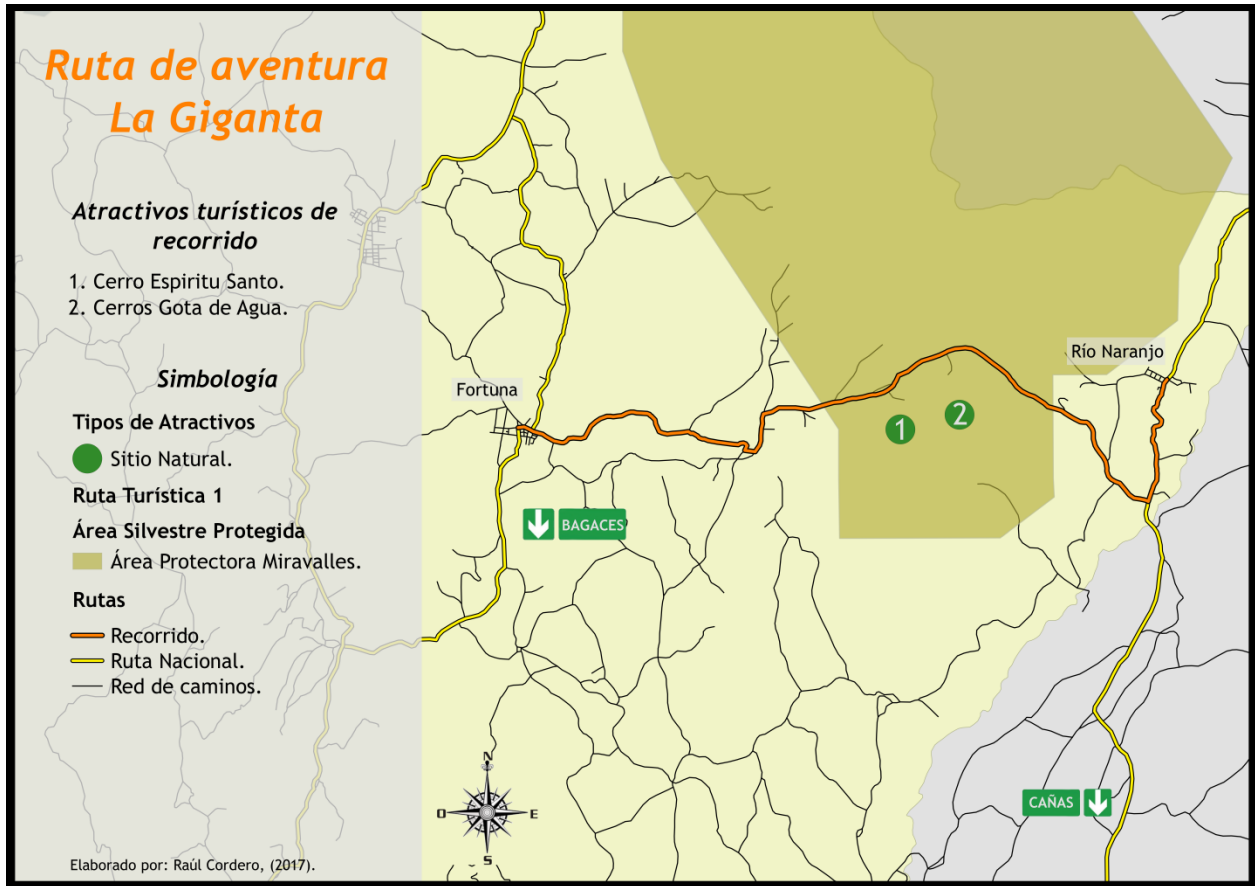 Ruta de aventura
La Giganta
Atractivos turísticos de
recorrido
1. Cerro Espiritu Santo.
2. Cerros Gota de Agua.
Simbología
Tipos de Atractivos
Sitio Natural.
Ruta Turística 1
Área Silvestre Protegida
Área Protectora Miravalles.
Rutas
Recorrido.
Ruta Nacional.
Red de caminos.
Elaborado por: Raúl Cordero, (2017).
Fortuna
Río Naranjo
1
2
BAGACES
CAÑAS
N
O
E
S